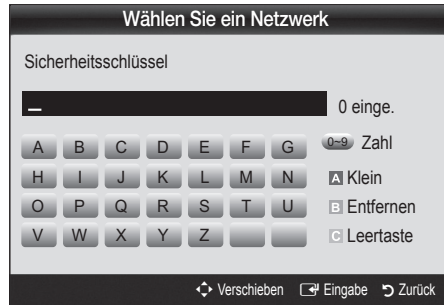 Wählen Sie ein Netzwerk
Sicherheitsschlüssel
0 einge.
A B C D E F G 0~9 Zahl
H I J K L M N A Klein
O P Q R S T U B Entfernen
V W X Y Z C Leertaste
Verschieben Eingabe Zurück